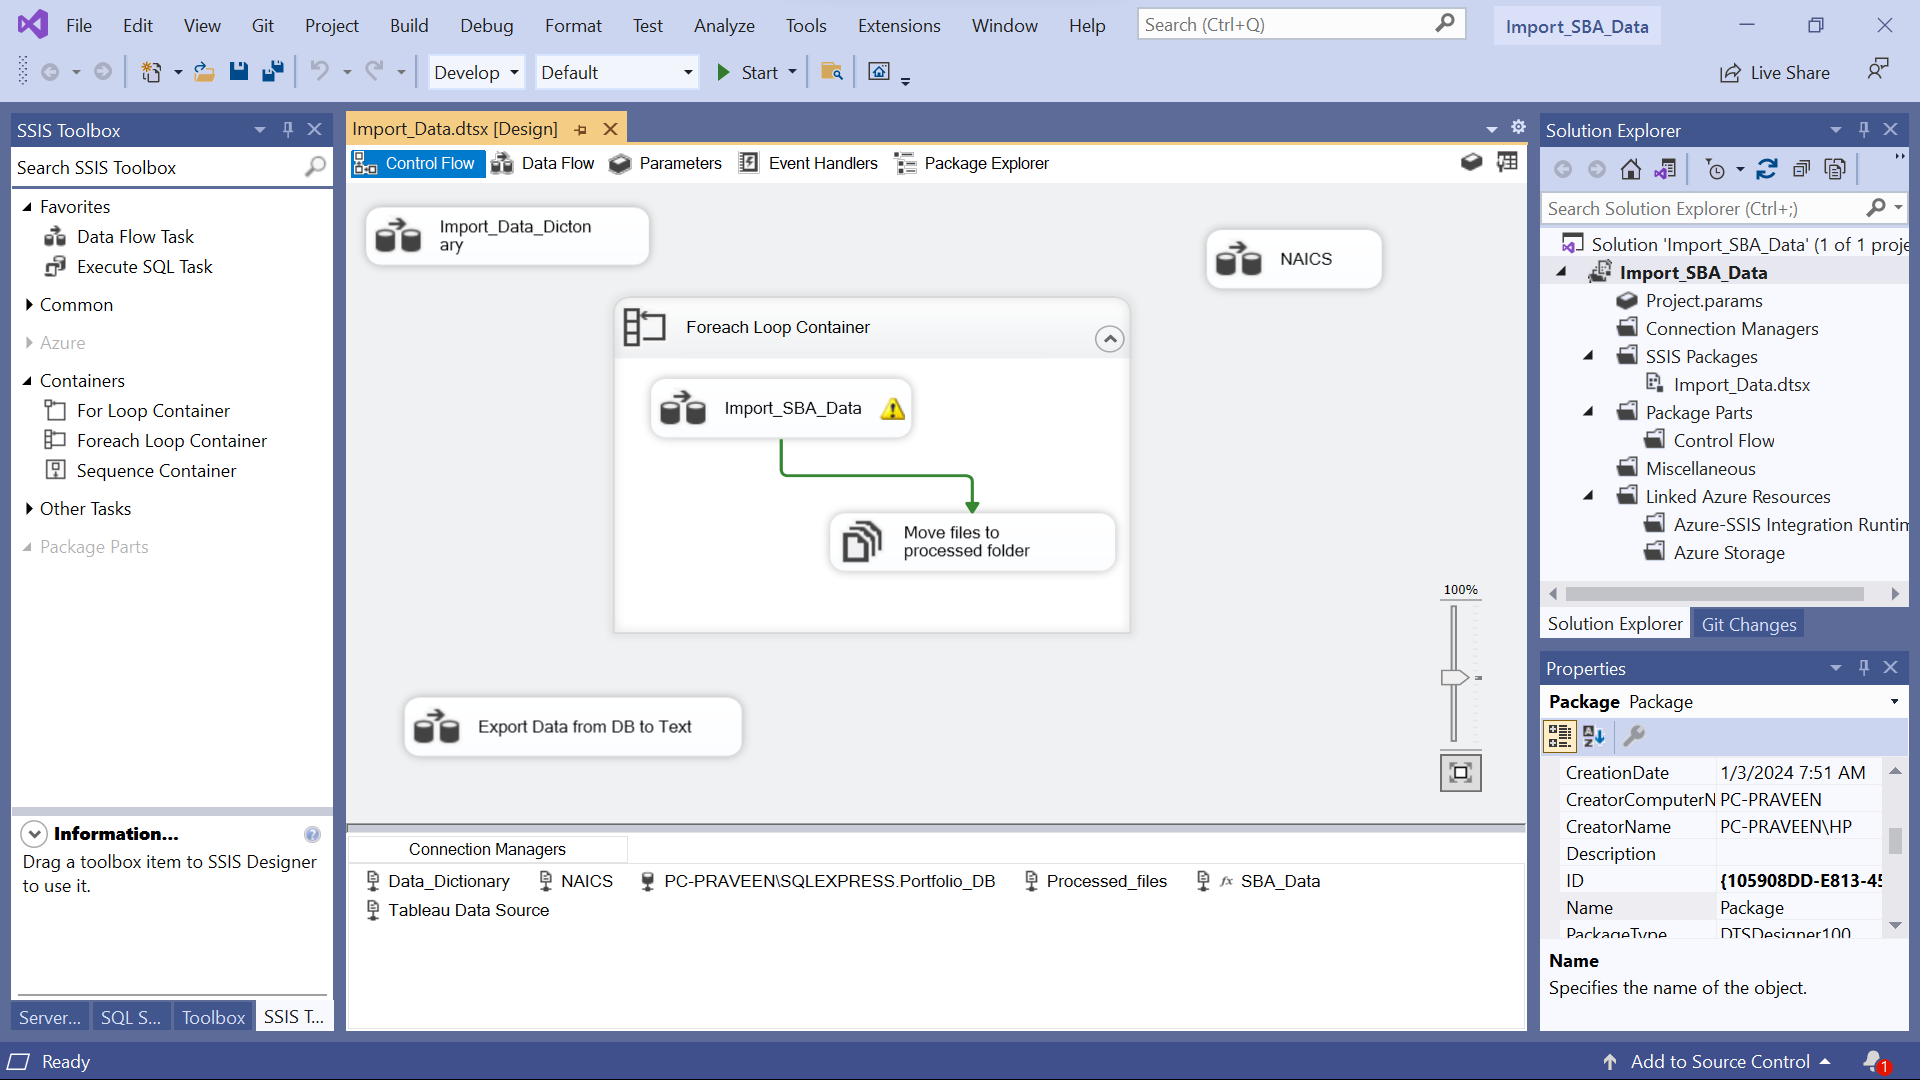 File Edit View Git Project Build Debug Format Test Analyze Tools Extensions Window Help Search (Ctrl+Q) Import_SBA_Data
Develop Default Start Live Share
SSIS Toolbox
Search SSIS Toolbox
Favorites
Data Flow Task
Execute SQL Task
Common
Azure
Containers
For Loop Container
Foreach Loop Container
Sequence Container
Other Tasks
Package Parts
Information...
Drag a toolbox item to SSIS Designer
to use it.
Server... SQL S... Toolbox SSIS T...
Import_Data.dtsx [Design]
Control Flow Data Flow Parameters Event Handlers Package Explorer
Import_Data_Dicton
ary
NAICS
Foreach Loop Container
Import_SBA_Data
Move files to
processed folder
Export Data from DB to Text
100%
Connection Managers
Data_Dictionary NAICS PC-PRAVEEN\SQLEXPRESS.Portfolio_DB Processed_files fx SBA_Data
Tableau Data Source
Solution Explorer
Search Solution Explorer (Ctrl+;)
Solution 'Import_SBA_Data' (1 of 1 proje
Import_SBA_Data
Project.params
Connection Managers
SSIS Packages
Import_Data.dtsx
Package Parts
Control Flow
Miscellaneous
Linked Azure Resources
Azure-SSIS Integration Runtim
Azure Storage
Solution Explorer Git Changes
Properties
Package Package
CreationDate 1/3/2024 7:51 AM
CreatorComputerN PC-PRAVEEN
CreatorName PC-PRAVEEN\HP
Description
ID {105908DD-E813-45
Name Package
PackageType DTSDesigner100
Name
Specifies the name of the object.
Ready Add to Source Control 1